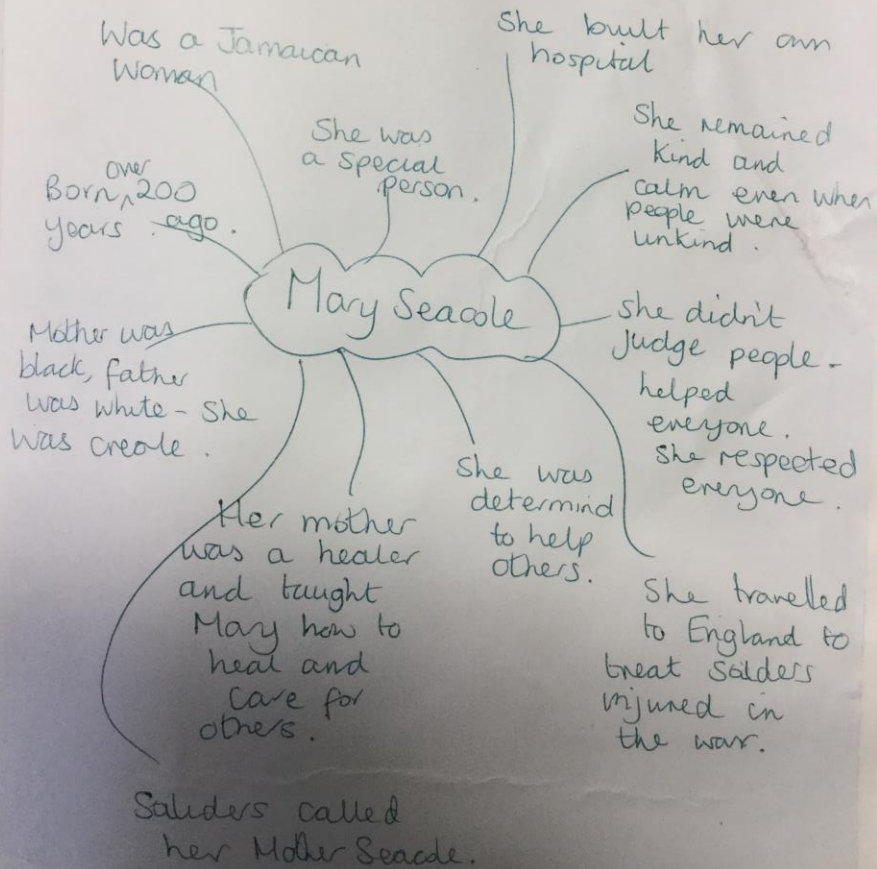 Mary Seacole
Was a Jamaican
Woman
She was
a special
person.
She built her own
hospital
She remained
kind and
calm even when
people were
unkind.
She didn't
judge people -
helped
everyone.
She respected
everyone.
She travelled
to England to
treat Salders
injured in
the war.
She was
determind
to help
others.
Her mother
was a healer
and taught
Mary how to
heal and
care for
others.
Saliders called
her Mother Seacole.
Mother was
black, father
was white - she
was creole.
over
Born ^ 200
years ago.